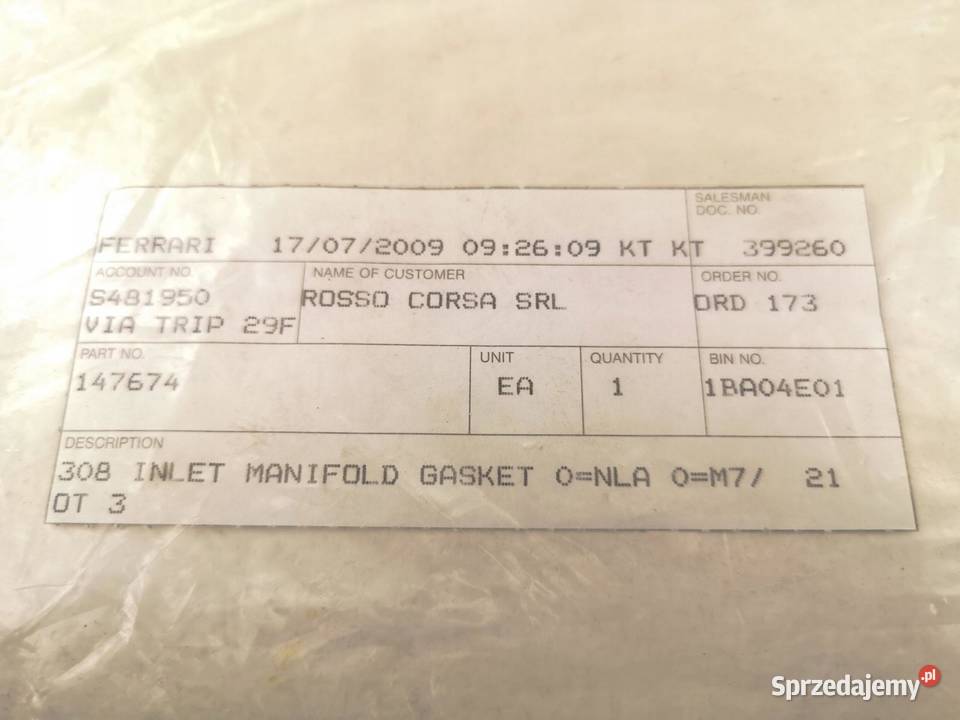 SALESMAN
DOC. NO.
FERRARI 17/07/2009 09:26:09 KT KT 399260
ACCOUNT NO. NAME OF CUSTOMER ORDER NO.
S481950 ROSSO CORSA SRL ORD 173
VIA TRIP 29F
PART NO. UNIT QUANTITY BIN NO.
147674 EA 1 1BA04E01
DESCRIPTION
308 INLET MANIFOLD GASKET O=NLA O=M7/ 21
OT 3
Sprzedajemy.pl